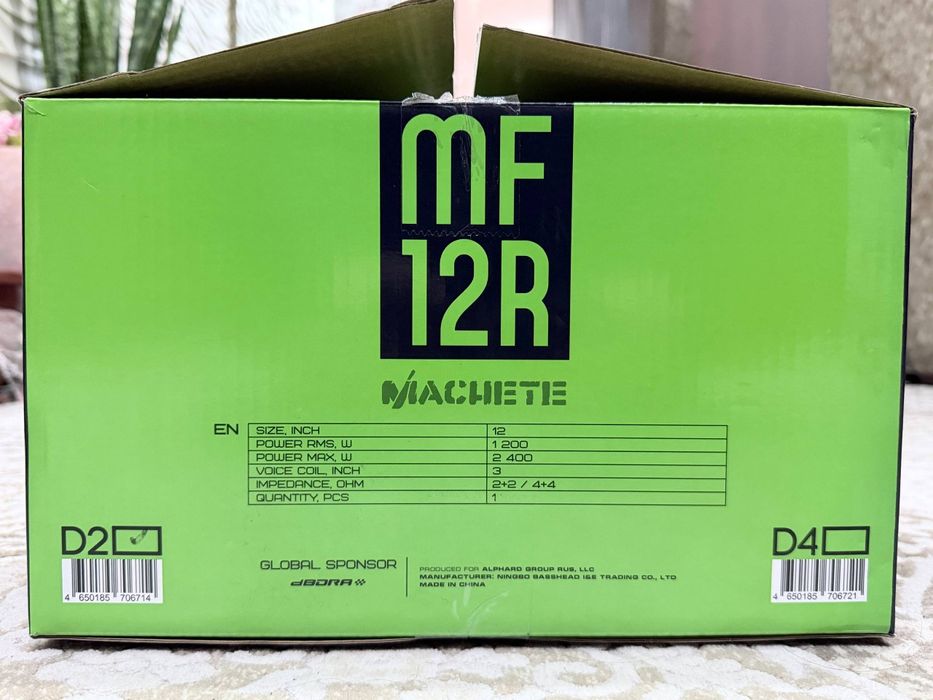 MF
12R
MACHETE
EN
SIZE, INCH 12
POWER RMS, W 1 200
POWER MAX, W 2 400
VOICE COIL, INCH 3
IMPEDANCE, OHM 2+2 / 4+4
QUANTITY, PCS 1
D2
4 650185 706714
GLOBAL SPONSOR
dBDRA
PRODUCED FOR ALPHARD GROUP RUS, LLC
MANUFACTURER: NINGBO BASSHEAD I&E TRADING CO., LTD
MADE IN CHINA
D4
4 650185 706721